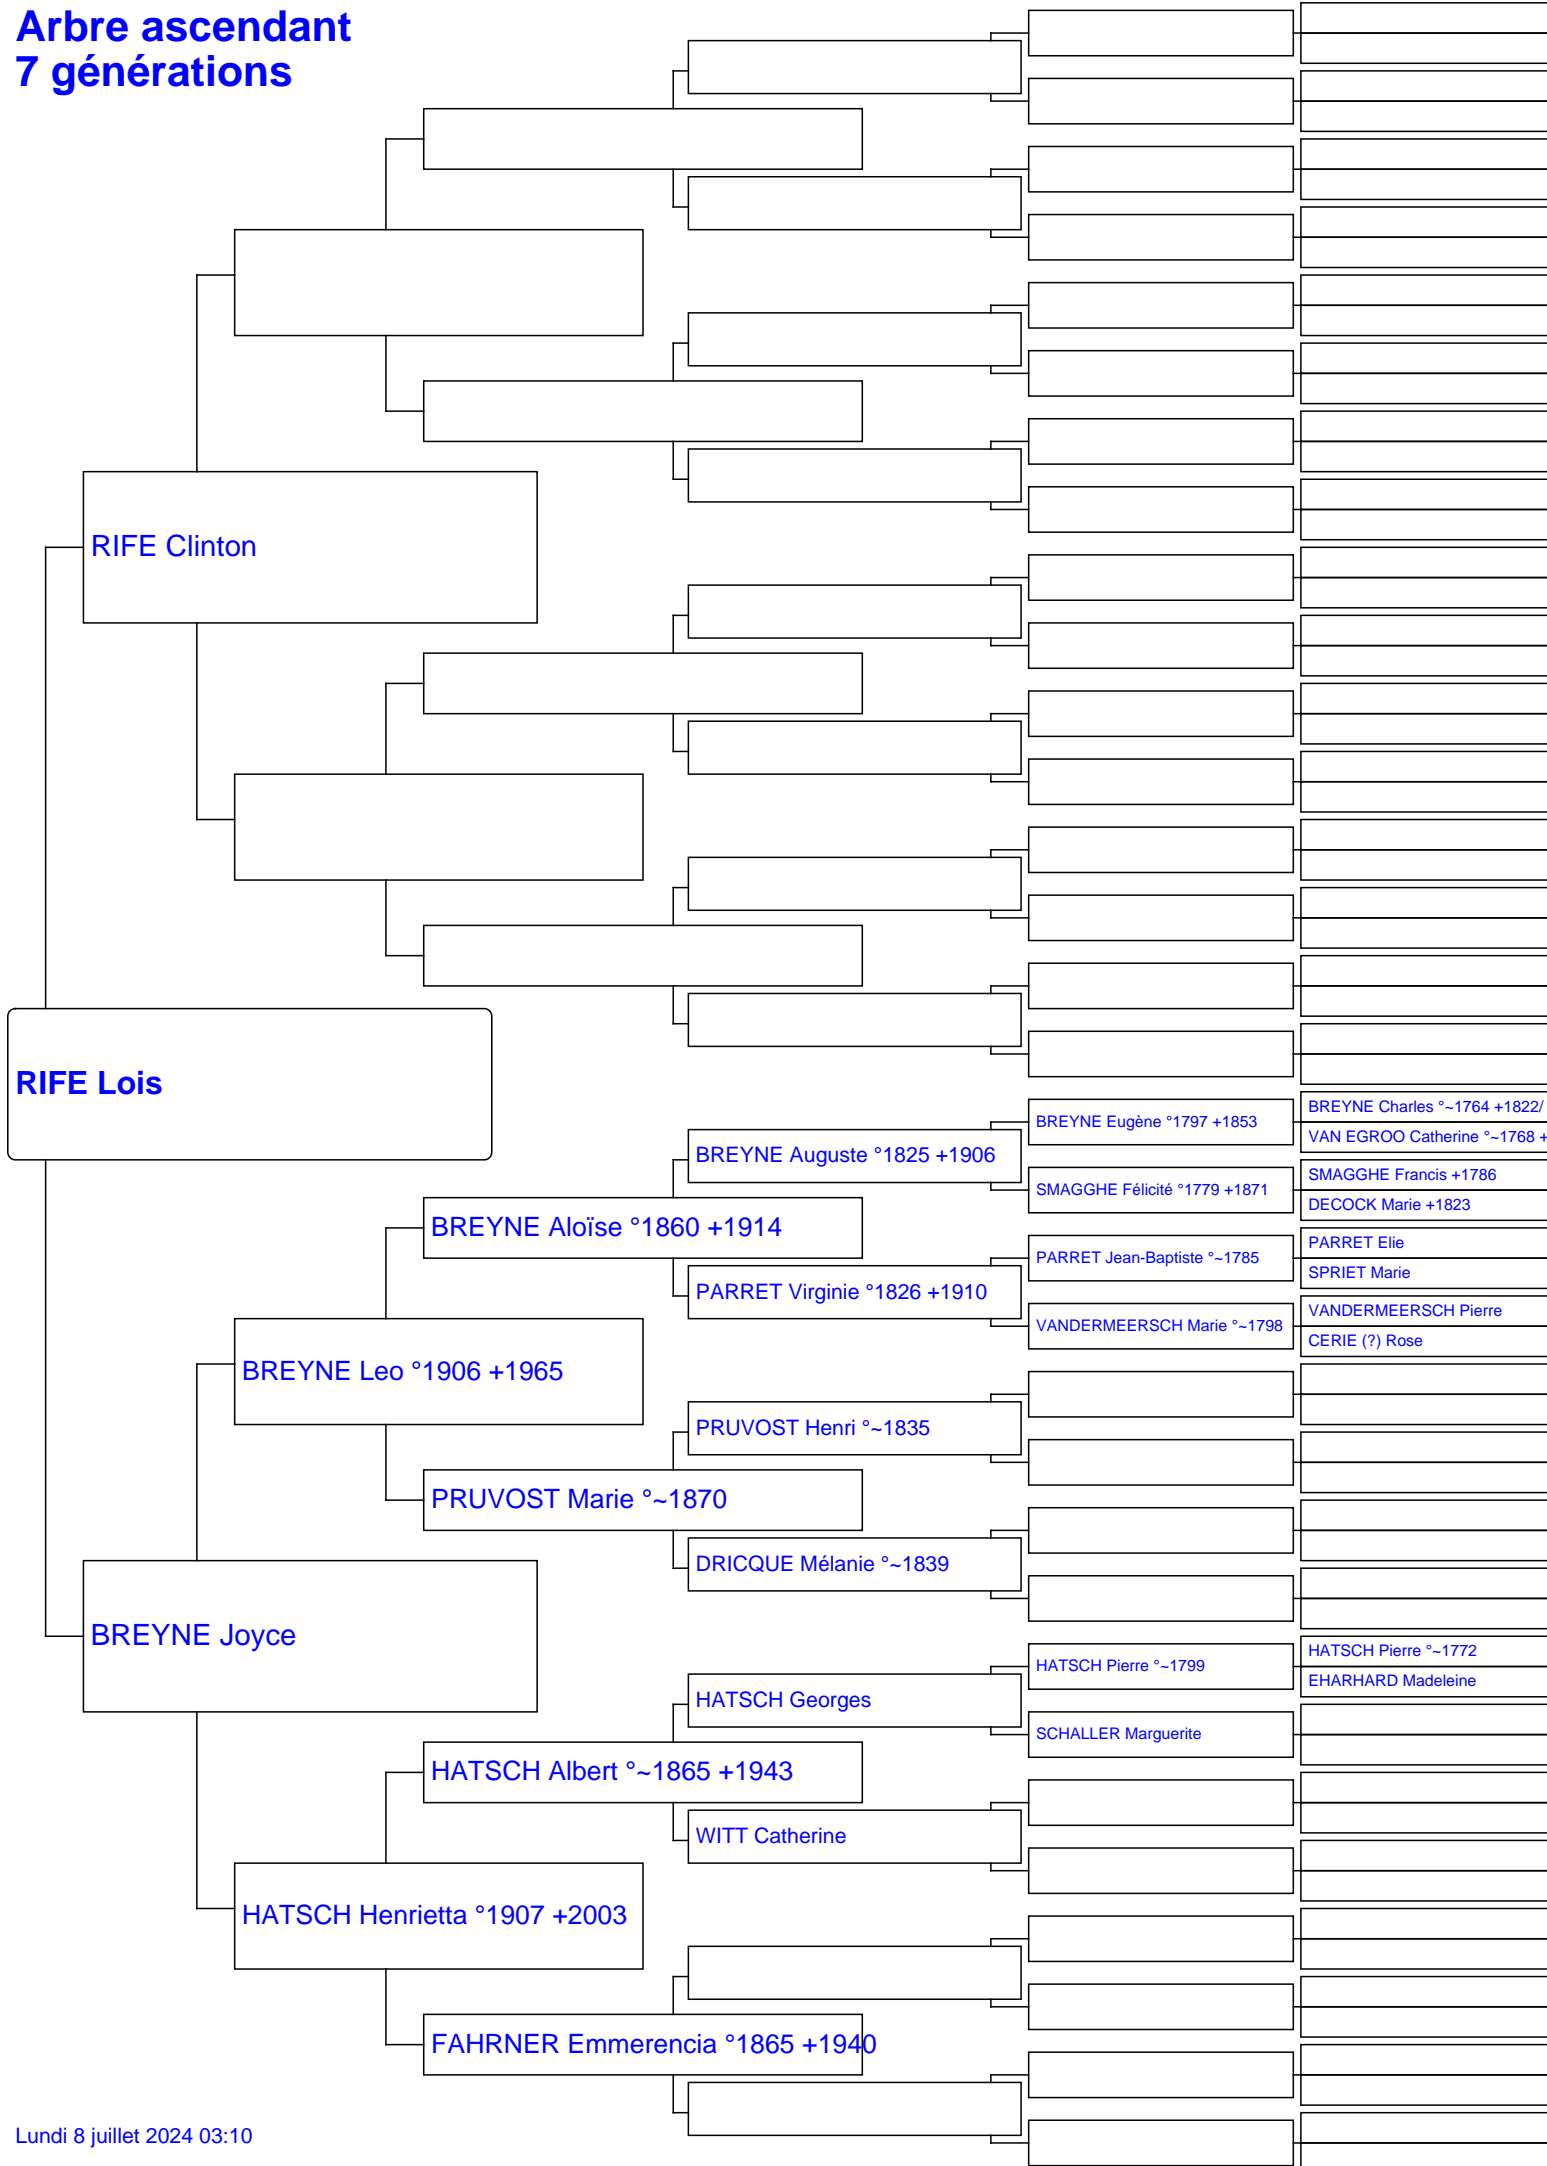 Arbre ascendant
7 générations
RIFE Clinton
RIFE Lois
BREYNE Eugène °1797 +1853
BREYNE Charles °~1764 +1822/
VAN EGROO Catherine °~1768 +
BREYNE Auguste °1825 +1906
SMAGGHE Félicité °1779 +1871
SMAGGHE Francis +1786
DECOCK Marie +1823
BREYNE Aloïse °1860 +1914
PARRET Jean-Baptiste °~1785
PARRET Elie
SPRIET Marie
PARRET Virginie °1826 +1910
VANDERMEERSCH Marie °~1798
VANDERMEERSCH Pierre
CERIE (?) Rose
BREYNE Leo °1906 +1965
PRUVOST Henri °~1835
PRUVOST Marie °~1870
DRICQUE Mélanie °~1839
BREYNE Joyce
HATSCH Pierre °~1799
HATSCH Pierre °~1772
EHARHARD Madeleine
HATSCH Georges
SCHALLER Marguerite
HATSCH Albert °~1865 +1943
WITT Catherine
HATSCH Henrietta °1907 +2003
FAHRNER Emmerencia °1865 +1940
Lundi 8 juillet 2024 03:10